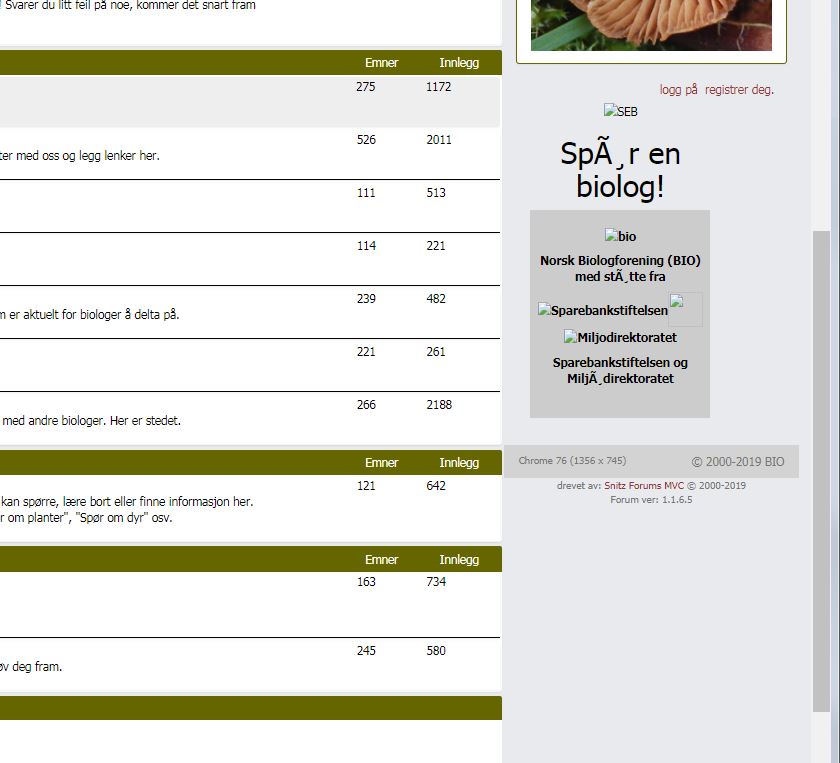 ! Svarer du litt feil på noe, kommer det snart fram
Emner Innlegg
275 1172
526 2011
ter med oss og legg lenker her.
111 513
114 221
239 482
m er aktuelt for biologer å delta på.
221 261
266 2188
med andre biologer. Her er stedet.
Emner Innlegg
121 642
kan spørre, lære bort eller finne informasjon her.
r om planter", "Spør om dyr" osv.
Emner Innlegg
163 734
245 580
øv deg fram.
logg på registrer deg.
SEB
SpÃ¸r en
biolog!
bio
Norsk Biologforening (BIO)
med stÃ¸tte fra
Sparebankstiftelsen
Miljodirektoratet
Sparebankstiftelsen og
MiljÃ¸direktoratet
Chrome 76 (1356 x 745) © 2000-2019 BIO
drevet av: Snitz Forums MVC © 2000-2019
Forum ver: 1.1.6.5